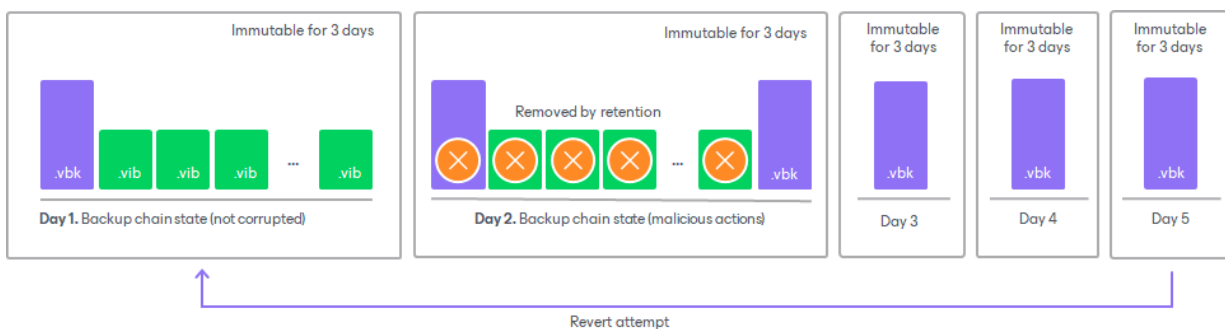 Immutable for 3 days
.vbk
.vib
.vib
.vib
...
.vib
Day 1. Backup chain state (not corrupted)
Immutable for 3 days
Removed by retention
...
.vbk
Day 2. Backup chain state (malicious actions)
Immutable
for 3 days
.vbk
Day 3
Immutable
for 3 days
.vbk
Day 4
Immutable
for 3 days
.vbk
Day 5
Revert attempt